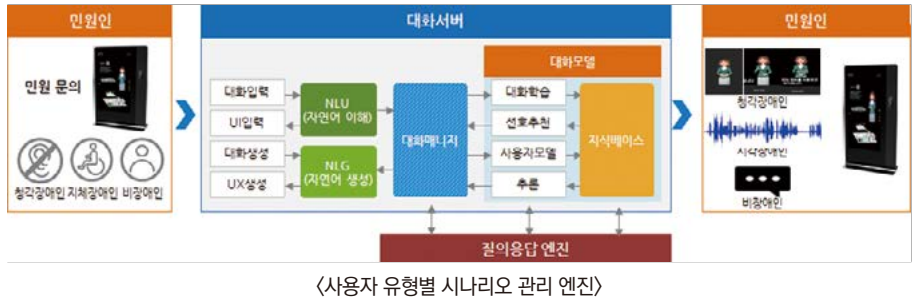 민원인
민원 문의
청각장애인 지체장애인 비장애인
대화서버
대화입력
UI입력
대화생성
UX생성
NLU
(자연어 이해)
NLG
(자연어 생성)
대화매니저
대화모델
대화학습
선호추천
사용자모델
추론
지식베이스
질의응답 엔진
민원인
청각장애인
시각장애인
비장애인
〈사용자 유형별 시나리오 관리 엔진〉